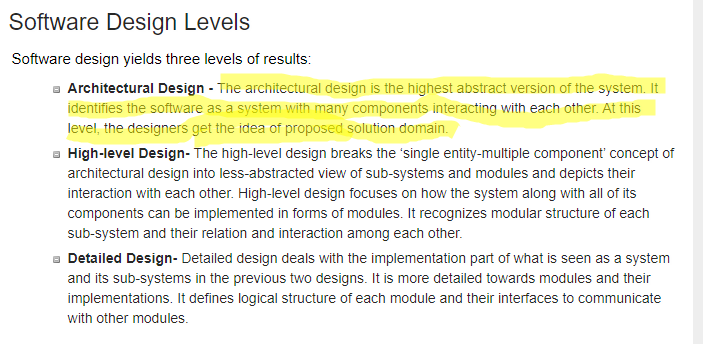 Software Design Levels
Software design yields three levels of results:
Architectural Design - The architectural design is the highest abstract version of the system. It
identifies the software as a system with many components interacting with each other. At this
level, the designers get the idea of proposed solution domain.
High-level Design- The high-level design breaks the ‘single entity-multiple component’ concept of
architectural design into less-abstracted view of sub-systems and modules and depicts their
interaction with each other. High-level design focuses on how the system along with all of its
components can be implemented in forms of modules. It recognizes modular structure of each
sub-system and their relation and interaction among each other.
Detailed Design- Detailed design deals with the implementation part of what is seen as a system
and its sub-systems in the previous two designs. It is more detailed towards modules and their
implementations. It defines logical structure of each module and their interfaces to communicate
with other modules.